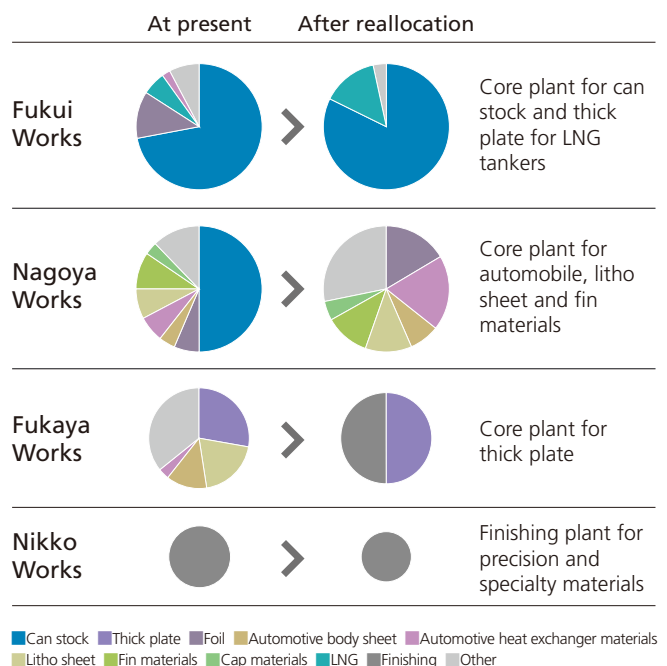 At present After reallocation
Fukui
Works
Core plant for can
stock and thick
plate for LNG
tankers
Nagoya
Works
Core plant for
automobile, litho
sheet and fin
materials
Fukaya
Works
Core plant for
thick plate
Nikko
Works
Finishing plant for
precision and
specialty materials
Can stock Thick plate Foil Automotive body sheet Automotive heat exchanger materials
Litho sheet Fin materials Cap materials LNG Finishing Other